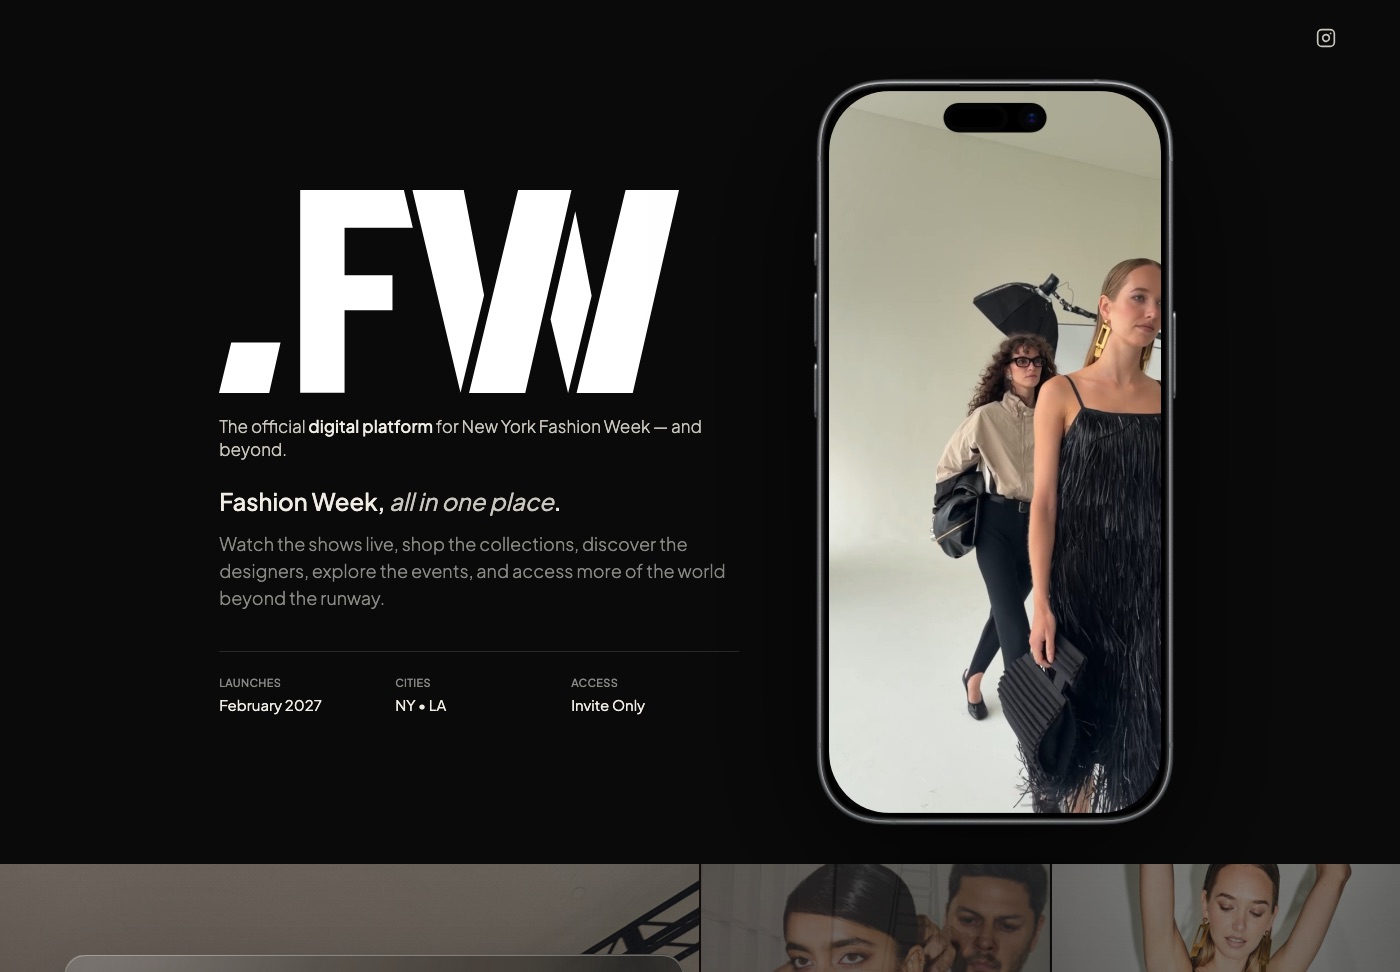 .FW
The official digital platform for New York Fashion Week — and
beyond.
Fashion Week, all in one place.
Watch the shows live, shop the collections, discover the
designers, explore the events, and access more of the world
beyond the runway.
LAUNCHES
February 2027
CITIES
NY • LA
ACCESS
Invite Only